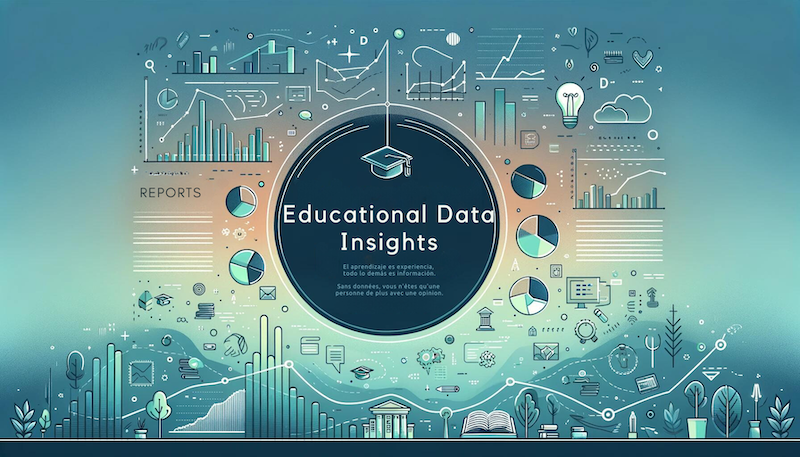 D
D
REPORTS
Educational Data
Insights
El aprendizaje es experiencia,
todo lo demás es información.
Sans données, vous n'êtes qu'une
personne de plus avec une opinion.
A